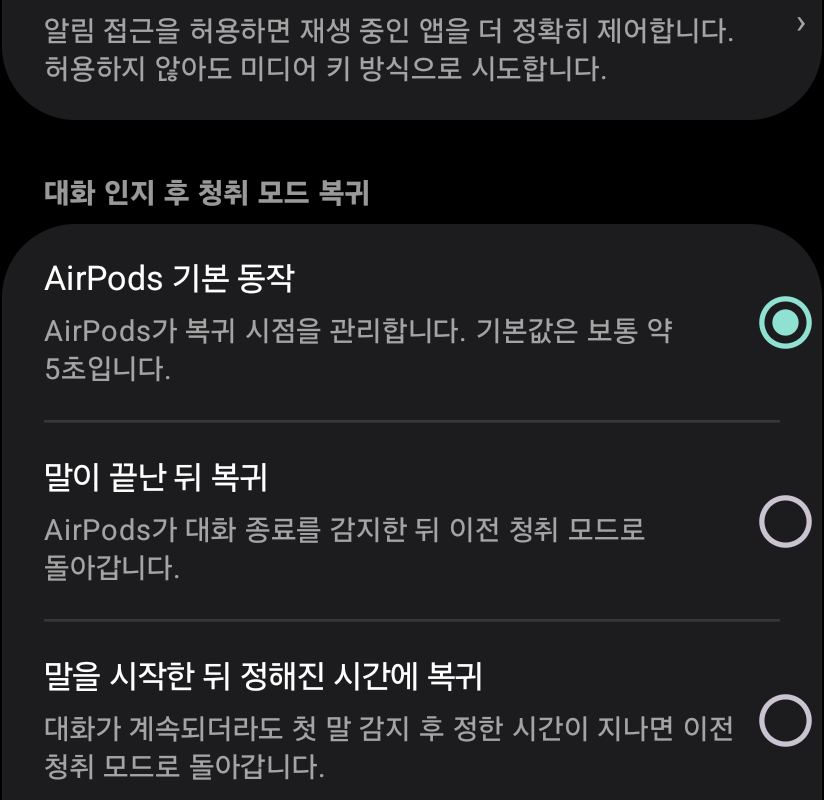 알림 접근을 허용하면 재생 중인 앱을 더 정확히 제어합니다.
허용하지 않아도 미디어 키 방식으로 시도합니다.
대화 인지 후 청취 모드 복귀
AirPods 기본 동작
AirPods가 복귀 시점을 관리합니다. 기본값은 보통 약
5초입니다.
말이 끝난 뒤 복귀
AirPods가 대화 종료를 감지한 뒤 이전 청취 모드로
돌아갑니다.
말을 시작한 뒤 정해진 시간에 복귀
대화가 계속되더라도 첫 말 감지 후 정한 시간이 지나면 이전
청취 모드로 돌아갑니다.